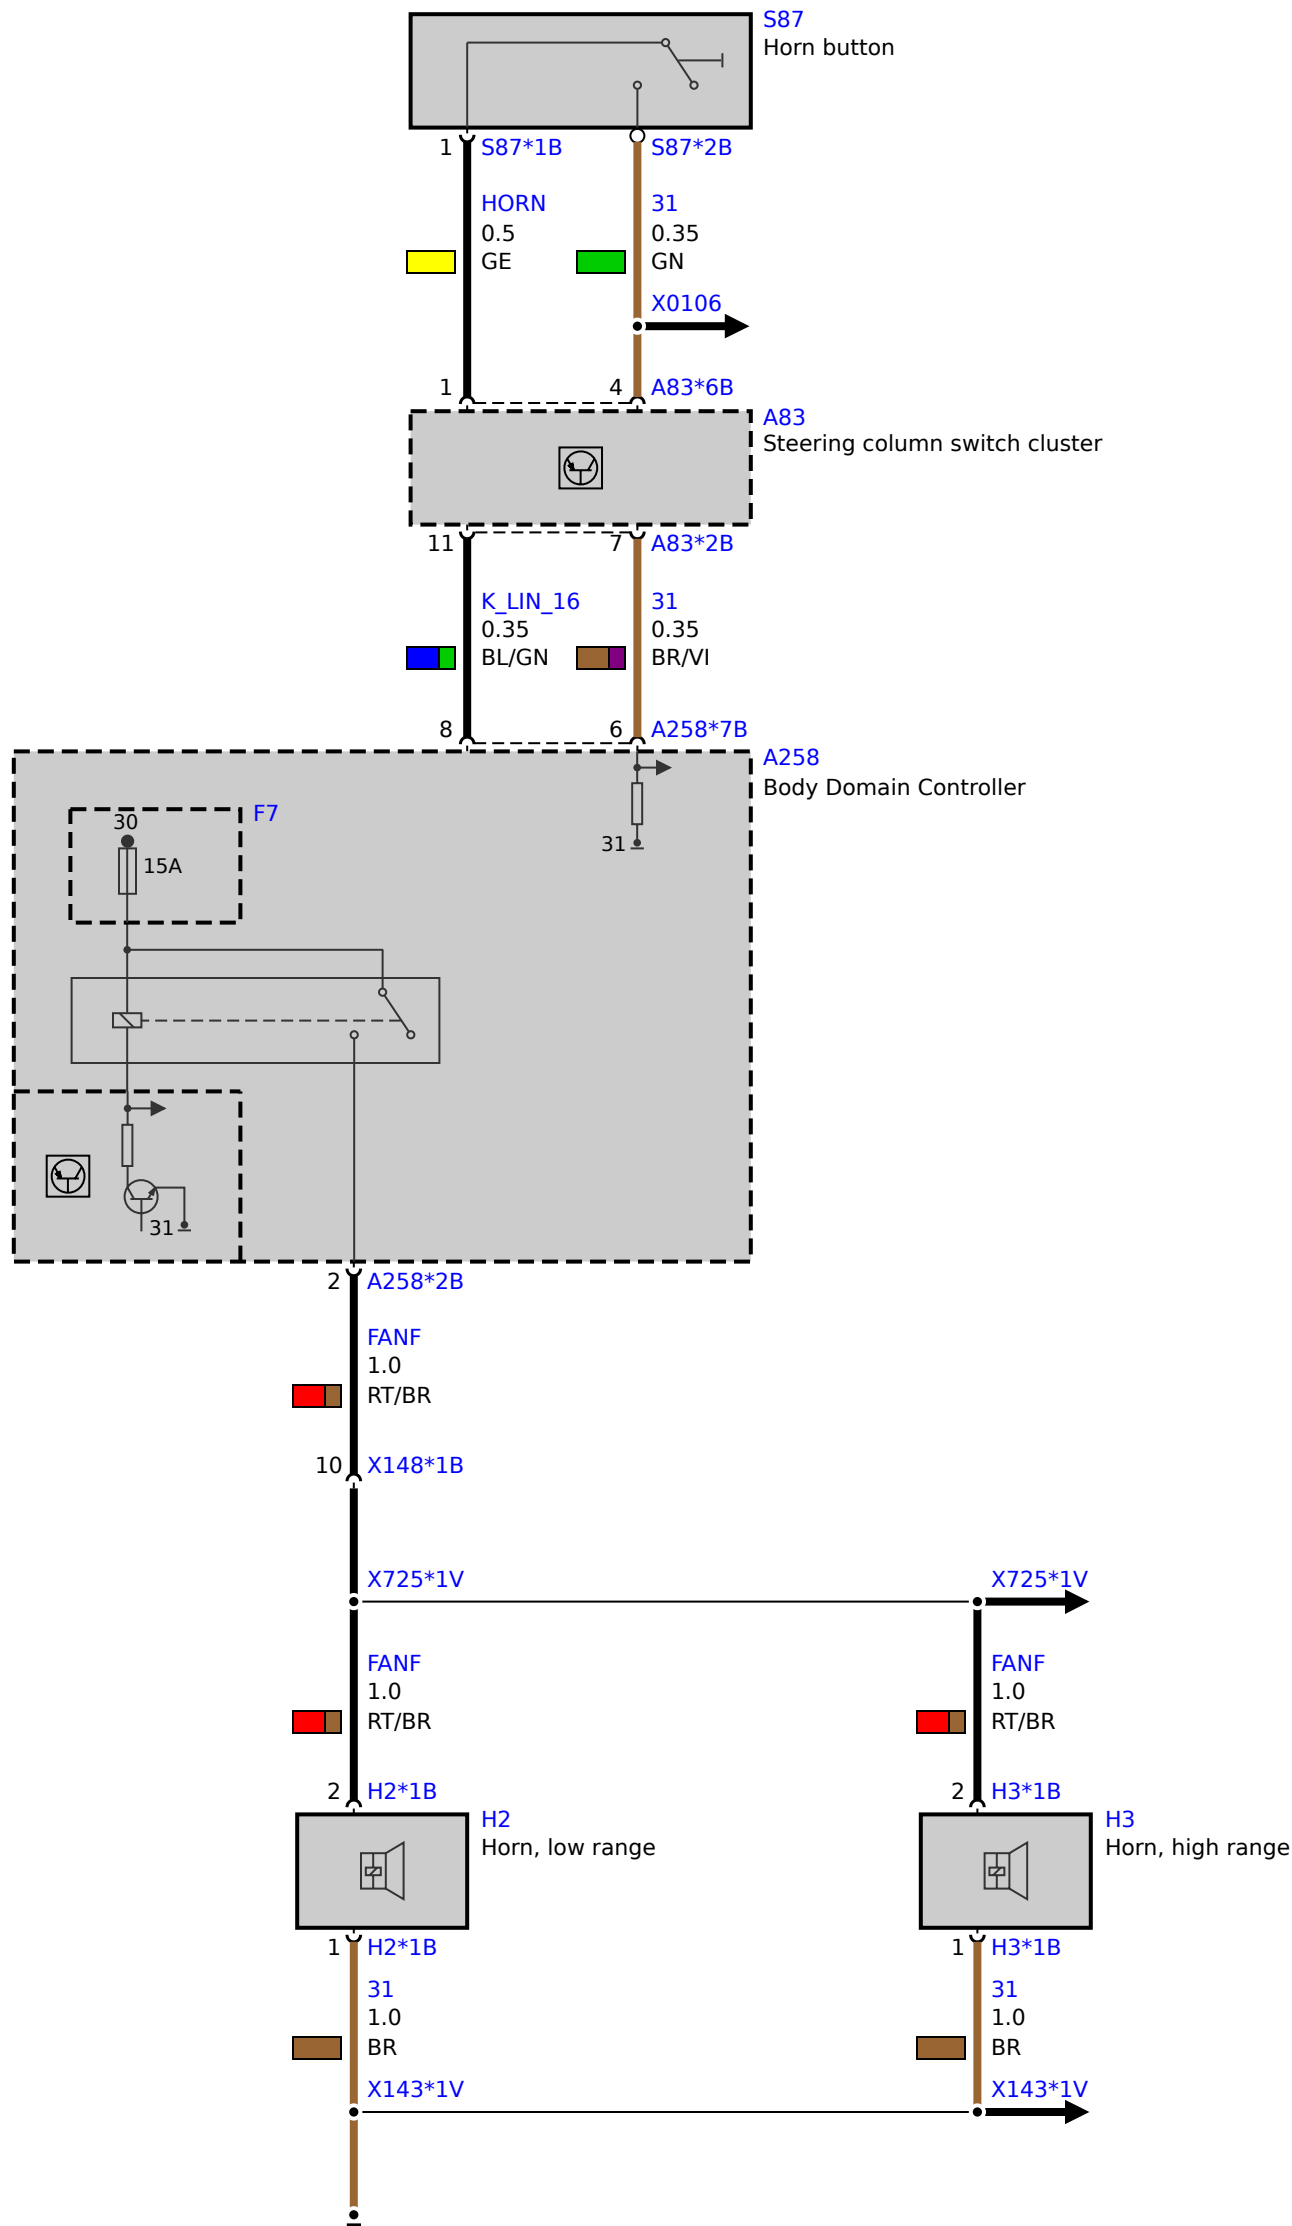 S87
Horn button
1
S87*1B
S87*2B
HORN
0.5
GE
31
0.35
GN
X0106
1
4
A83*6B
A83
Steering column switch cluster
11
7
A83*2B
K_LIN_16
0.35
BL/GN
31
0.35
BR/VI
8
6
A258*7B
A258
Body Domain Controller
F7
30
15A
31
31
2
A258*2B
FANF
1.0
RT/BR
10
X148*1B
X725*1V
X725*1V
FANF
1.0
RT/BR
FANF
1.0
RT/BR
2
H2*1B
2
H3*1B
H2
Horn, low range
H3
Horn, high range
1
H2*1B
1
H3*1B
31
1.0
BR
31
1.0
BR
X143*1V
X143*1V